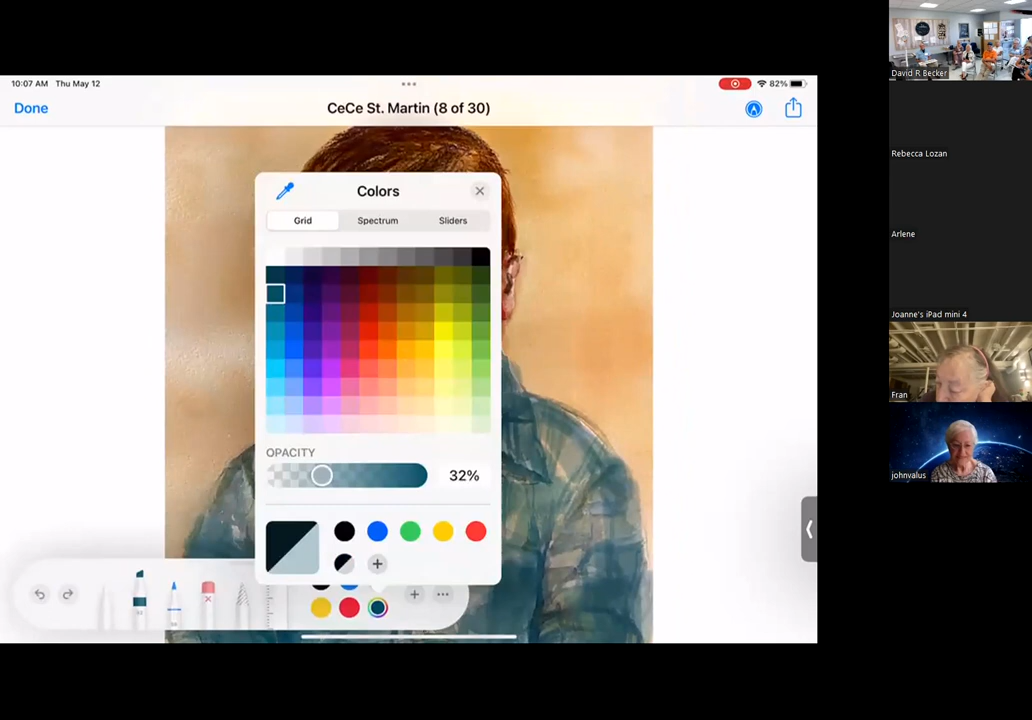 10:07 AM Thu May 12
82%
Done
CeCe St. Martin (8 of 30)
Colors
Grid
Spectrum
Sliders
OPACITY
32%
David R Becker
Rebecca Lozan
Arlene
Joanne's iPad mini 4
Fran
johnvalus